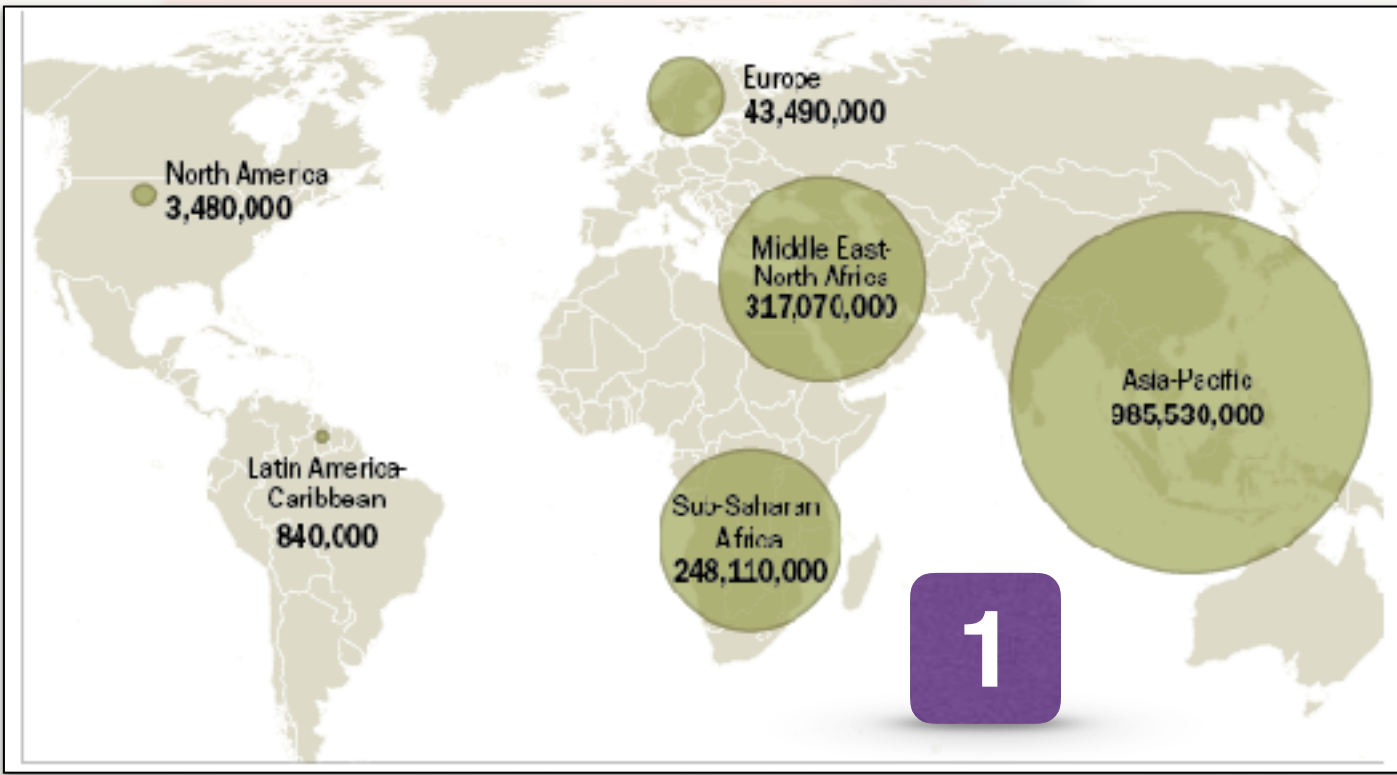 Europe
43,490,000
North America
3,480,000
Middle East-
North Africa
317,070,000
Asia-Pacific
985,530,000
Latin America-
Caribbean
840,000
Sub-Saharan
Africa
248,110,000
1